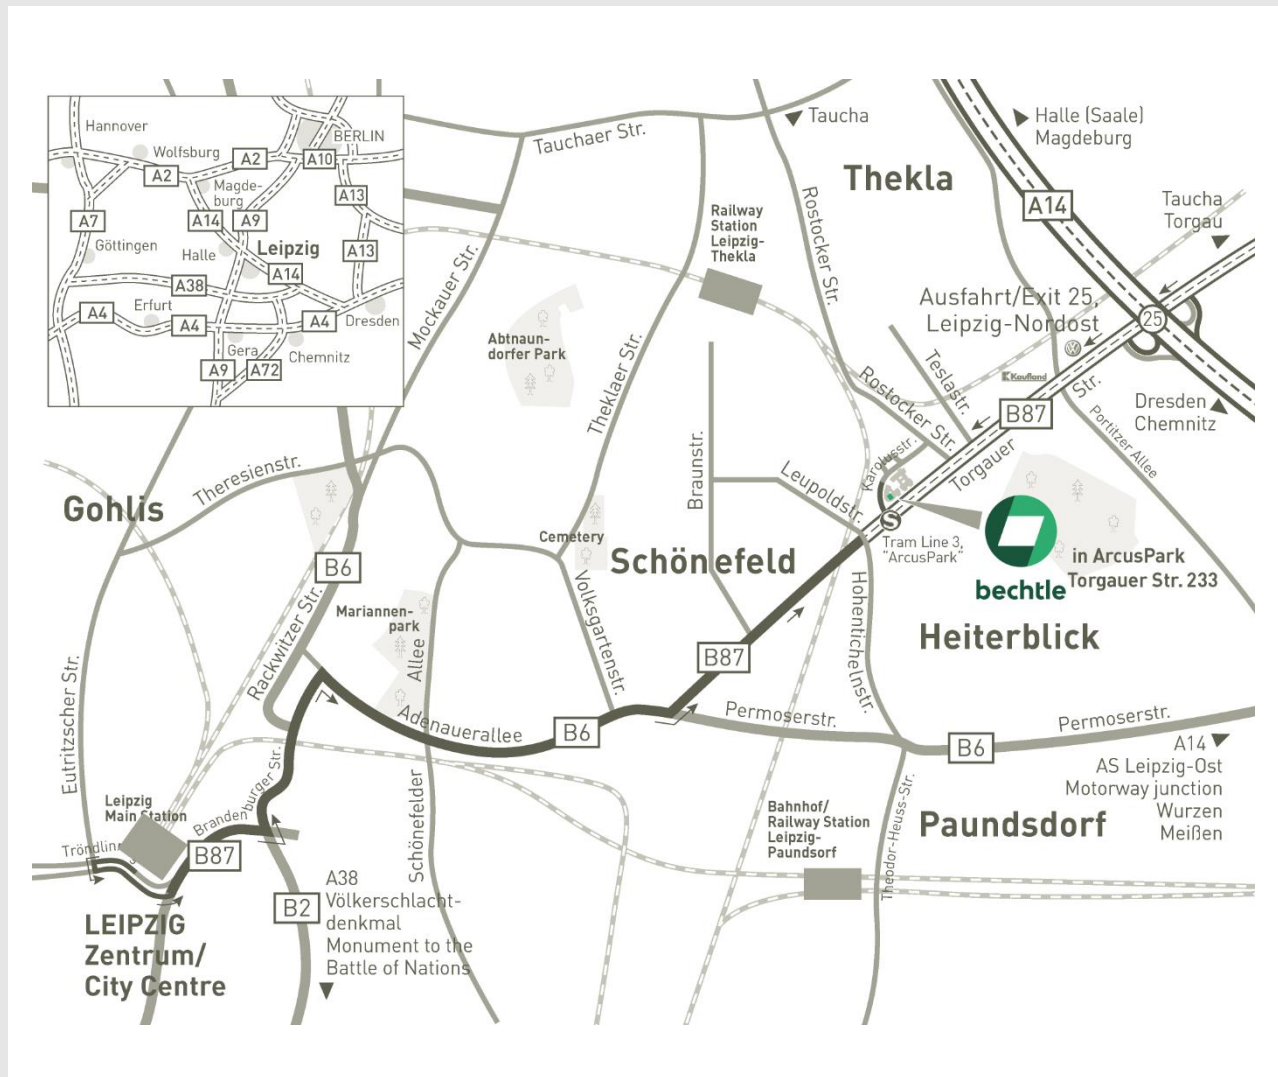 Hannover
Wolfsburg
BERLIN
A2
A2
A10
Magde-
burg
A13
A7
A14
A9
Göttingen
Halle
Leipzig
A13
A14
A38
Erfurt
A4
A4
A4
Dresden
Gera
Chemnitz
A9
A72
Tauchaer Str.
Taucha
Halle (Saale)
Magdeburg
Thekla
A14
Taucha
Torgau
Railway
Station
Leipzig-
Thekla
Rostocker Str.
Mockauer Str.
Ausfahrt/Exit 25,
Leipzig-Nordost
25
Abtnaun-
dorfer Park
Theklaer Str.
Teslastr.
Kaufland
Rostocker Str.
B87
Torgauer
Str.
Dresden
Chemnitz
Portitzer Allee
Theresienstr.
Braunstr.
Leupoldstr.
Karolusstr.
Gohlis
Cemetery
Schönefeld
S
Tram Line 3,
"ArcusPark"
bechtle
in ArcusPark
Torgauer Str. 233
Heiterblick
B6
Mariannen-
park
Volksgartenstr.
Hohentichelnstr.
Rackwitzer Str.
Allee
B87
Eutritzscher Str.
Adenauerallee
B6
Permoserstr.
B6
Permoserstr.
A14
AS Leipzig-Ost
Motorway junction
Wurzen
Meißen
Leipzig
Main Station
Branden
burger Str.
Schönefelder
Bahnhof/
Railway Station
Leipzig-
Paundsorf
Paundsdorf
Theodor-Heuss-Str.
Tröndlin
B87
B2
A38
Völkerschlacht-
denkmal
Monument to the
Battle of Nations
LEIPZIG
Zentrum/
City Centre